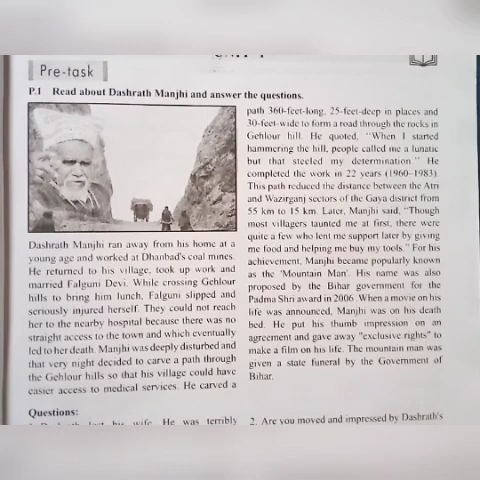 Pre-task
P.1 Read about Dashrath Manjhi and answer the questions.
Dashrath Manjhi ran away from his home at a
young age and worked at Dhanbad's coal mines.
He returned to his village, took up work and
married Falguni Devi. While crossing Gehlour
hills to bring him lunch, Falguni slipped and
seriously injured herself. They could not reach
her to the nearby hospital because there was no
straight access to the town and which eventually
led to her death. Manjhi was deeply disturbed and
that very night decided to carve a path through
the Gehlour hills so that his village could have
easier access to medical services. He carved a
path 360-feet-long, 25-feet-deep in places and
30-feet-wide to form a road through the rocks in
Gehlour hill. He quoted, "When I started
hammering the hill, people called me a lunatic
but that steeled my determination" He
completed the work in 22 years (1960-1983).
This path reduced the distance between the Atri
and Wazirganj sectors of the Gaya district from
55 km to 15 km. Later, Manjhi said, "Though
most villagers taunted me at first, there were
quite a few who lent me support later by giving
me food and helping me buy my tools." For his
achievement, Manjhi became popularly known
as the 'Mountain Man'. His name was also
proposed by the Bihar government for the
Padma Shri award in 2006. When a movie on his
life was announced, Manjhi was on his death
bed. He put his thumb impression on an
agreement and gave away "exclusive rights" to
make a film on his life. The mountain man was
given a state funeral by the Government of
Bihar.
Questions:
his wife. He was terribly
2. Are you moved and impressed by Dashrath's